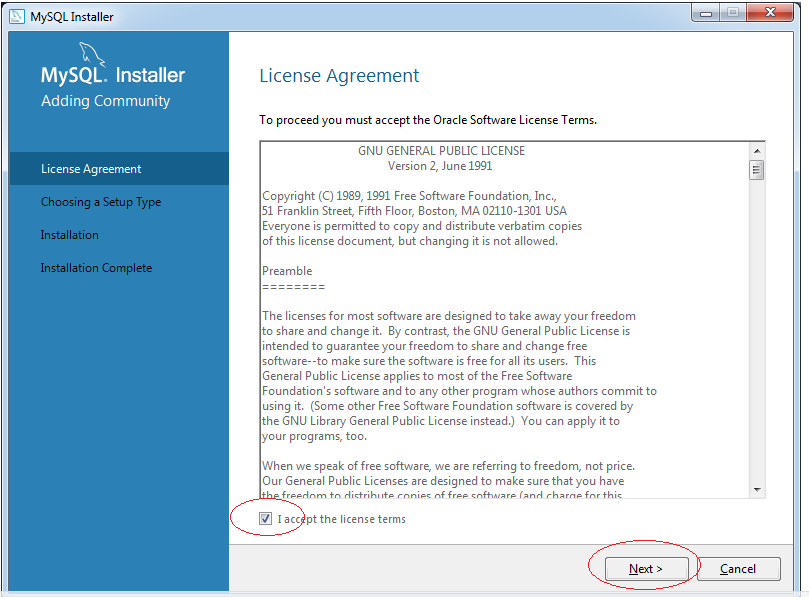 MySQL Installer
MySQL. Installer
Adding Community
License Agreement
Choosing a Setup Type
Installation
Installation Complete
License Agreement
To proceed you must accept the Oracle Software License Terms.
GNU GENERAL PUBLIC LICENSE
Version 2, June 1991
Copyright (C) 1989, 1991 Free Software Foundation, Inc.,
51 Franklin Street, Fifth Floor, Boston, MA 02110-1301 USA
Everyone is permitted to copy and distribute verbatim copies
of this license document, but changing it is not allowed.
Preamble
========
The licenses for most software are designed to take away your freedom
to share and change it.  By contrast, the GNU General Public License is
intended to guarantee your freedom to share and change free
software--to make sure the software is free for all its users.  This
General Public License applies to most of the Free Software
Foundation's software and to any other program whose authors commit to
using it.  (Some other Free Software Foundation software is covered by
the GNU Library General Public License instead.)  You can apply it to
your programs, too.
When we speak of free software, we are referring to freedom, not price.
Our General Public Licenses are designed to make sure that you have
the freedom to distribute copies of free software (and charge for this
I accept the license terms
Next >
Cancel